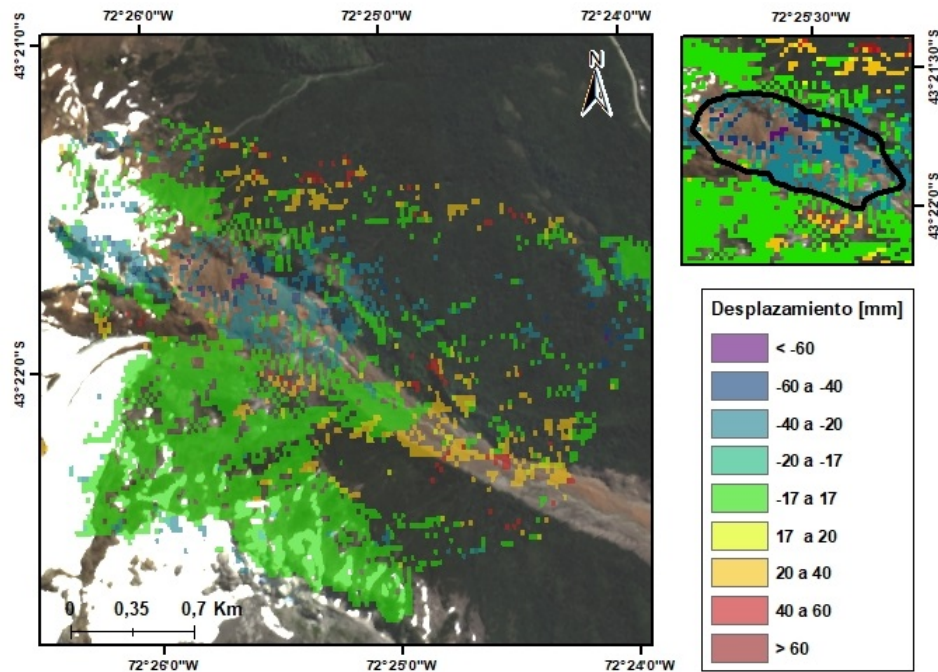 72°26'0"W 72°25'0"W 72°24'0"W
72°25'30"W
43°21'0"S
43°22'0"S
N
43°21'30"S
43°22'0"S
Desplazamiento [mm]
< -60
-60 a -40
-40 a -20
-20 a -17
-17 a 17
17 a 20
20 a 40
40 a 60
> 60
0 0,35 0,7 Km
72°26'0"W 72°25'0"W 72°24'0"W